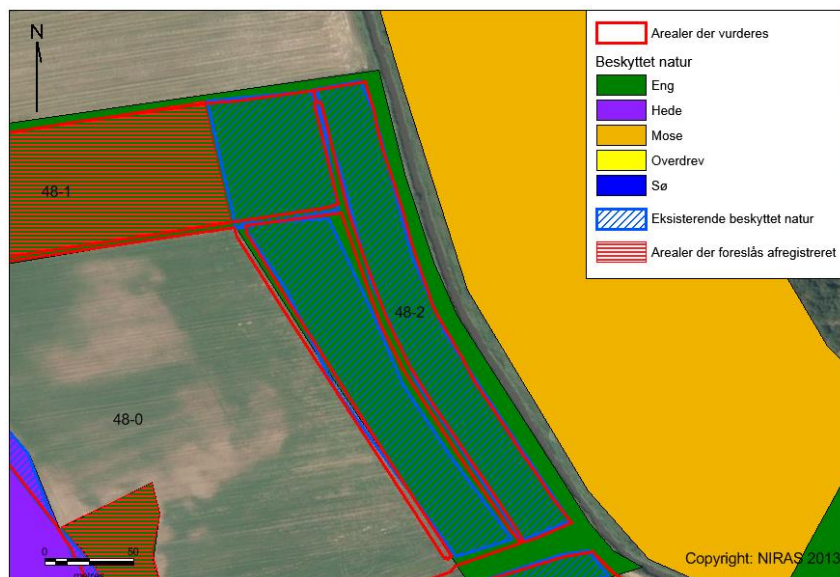 N
Arealer der vurderes
Beskyttet natur
Eng
Hede
Mose
Overdrev
Sø
Eksisterende beskyttet natur
Arealer der foreslås afregistreret
48-1
48-2
48-0
0 50
metres
Copyright: NIRAS 2013